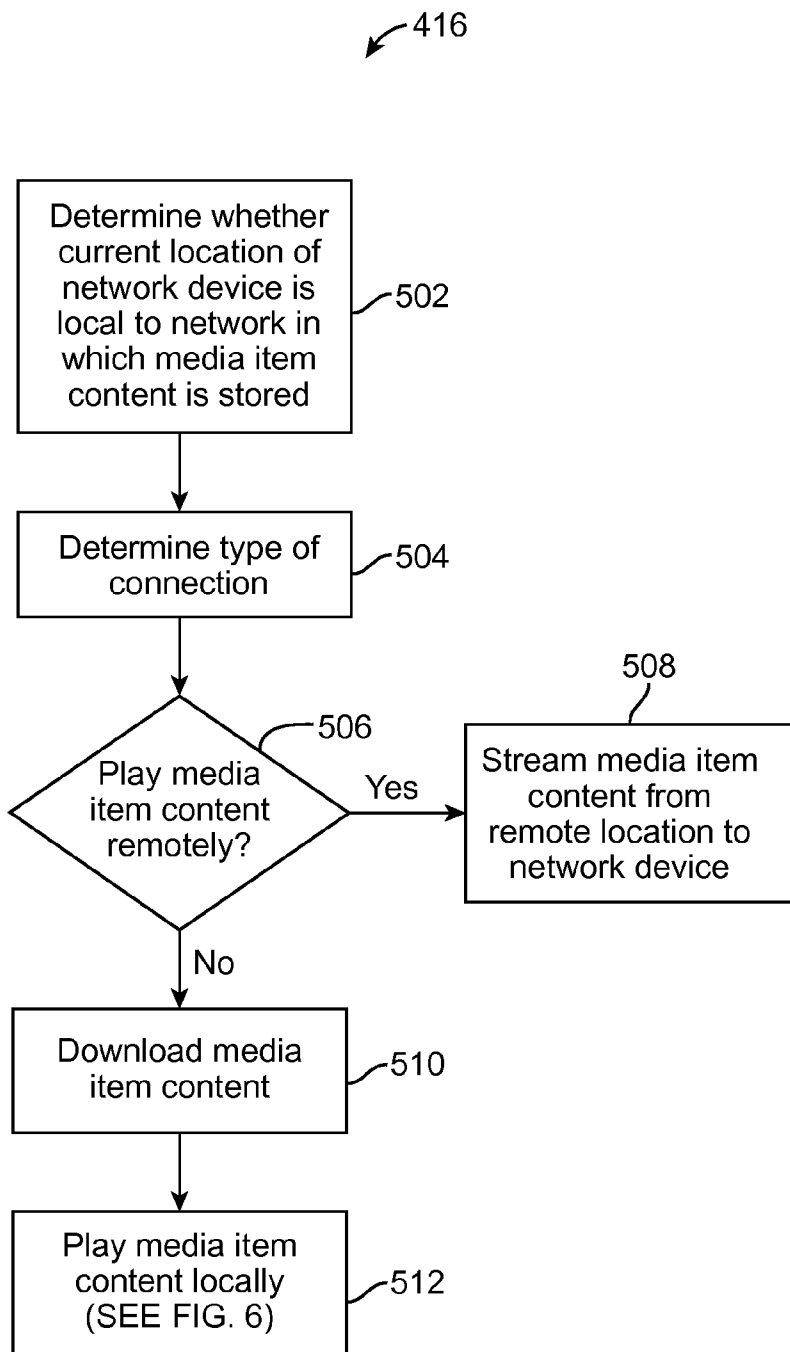 416
Determine whether
current location of
network device is
local to network in
which media item
content is stored
502
Determine type of
connection
504
506
Play media
item content
remotely?
Yes
508
Stream media item
content from
remote location to
network device
No
Download media
item content
510
Play media item
content locally
(SEE FIG. 6)
512